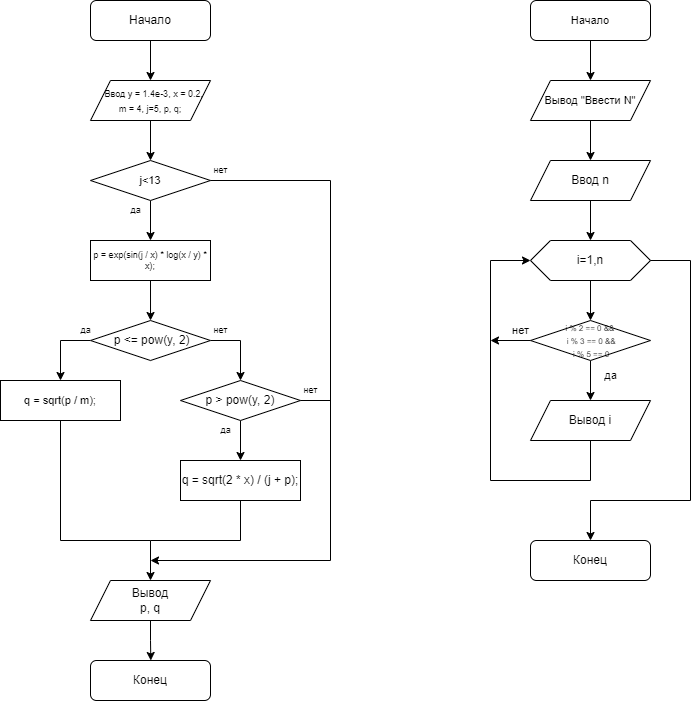 Начало
Ввод y = 1.4e-3, x = 0.2,
m = 4, j=5, p, q;
j<13
нет
да
p = exp(sin(j / x) * log(x / y) *
x);
p <= pow(y, 2)
да
нет
q = sqrt(p / m);
p > pow(y, 2)
нет
да
q = sqrt(2 * x) / (j + p);
Вывод
p, q
Конец
Начало
Вывод "Ввести N"
Ввод n
i=1,n
i % 2 == 0 &&
i % 3 == 0 &&
i % 5 == 0
нет
да
Вывод i
Конец